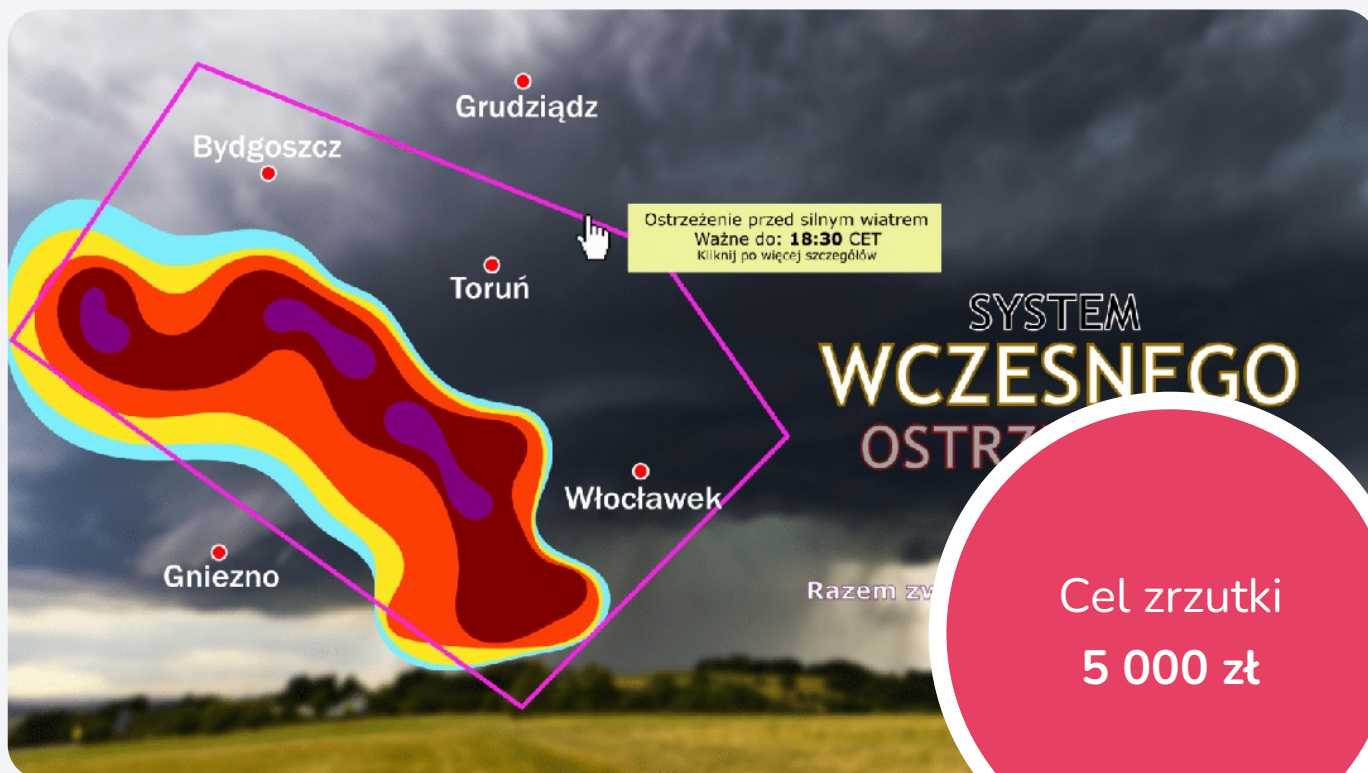 Grudziądz
Bydgoszcz
Ostrzeżenie przed silnym wiatrem
Ważne do: 18:30 CET
Kliknij po więcej szczegółów
Toruń
SYSTEM
WCZESNEGO
Włocławek
Gniezno
Razem
Cel zrzutki
5 000 zł